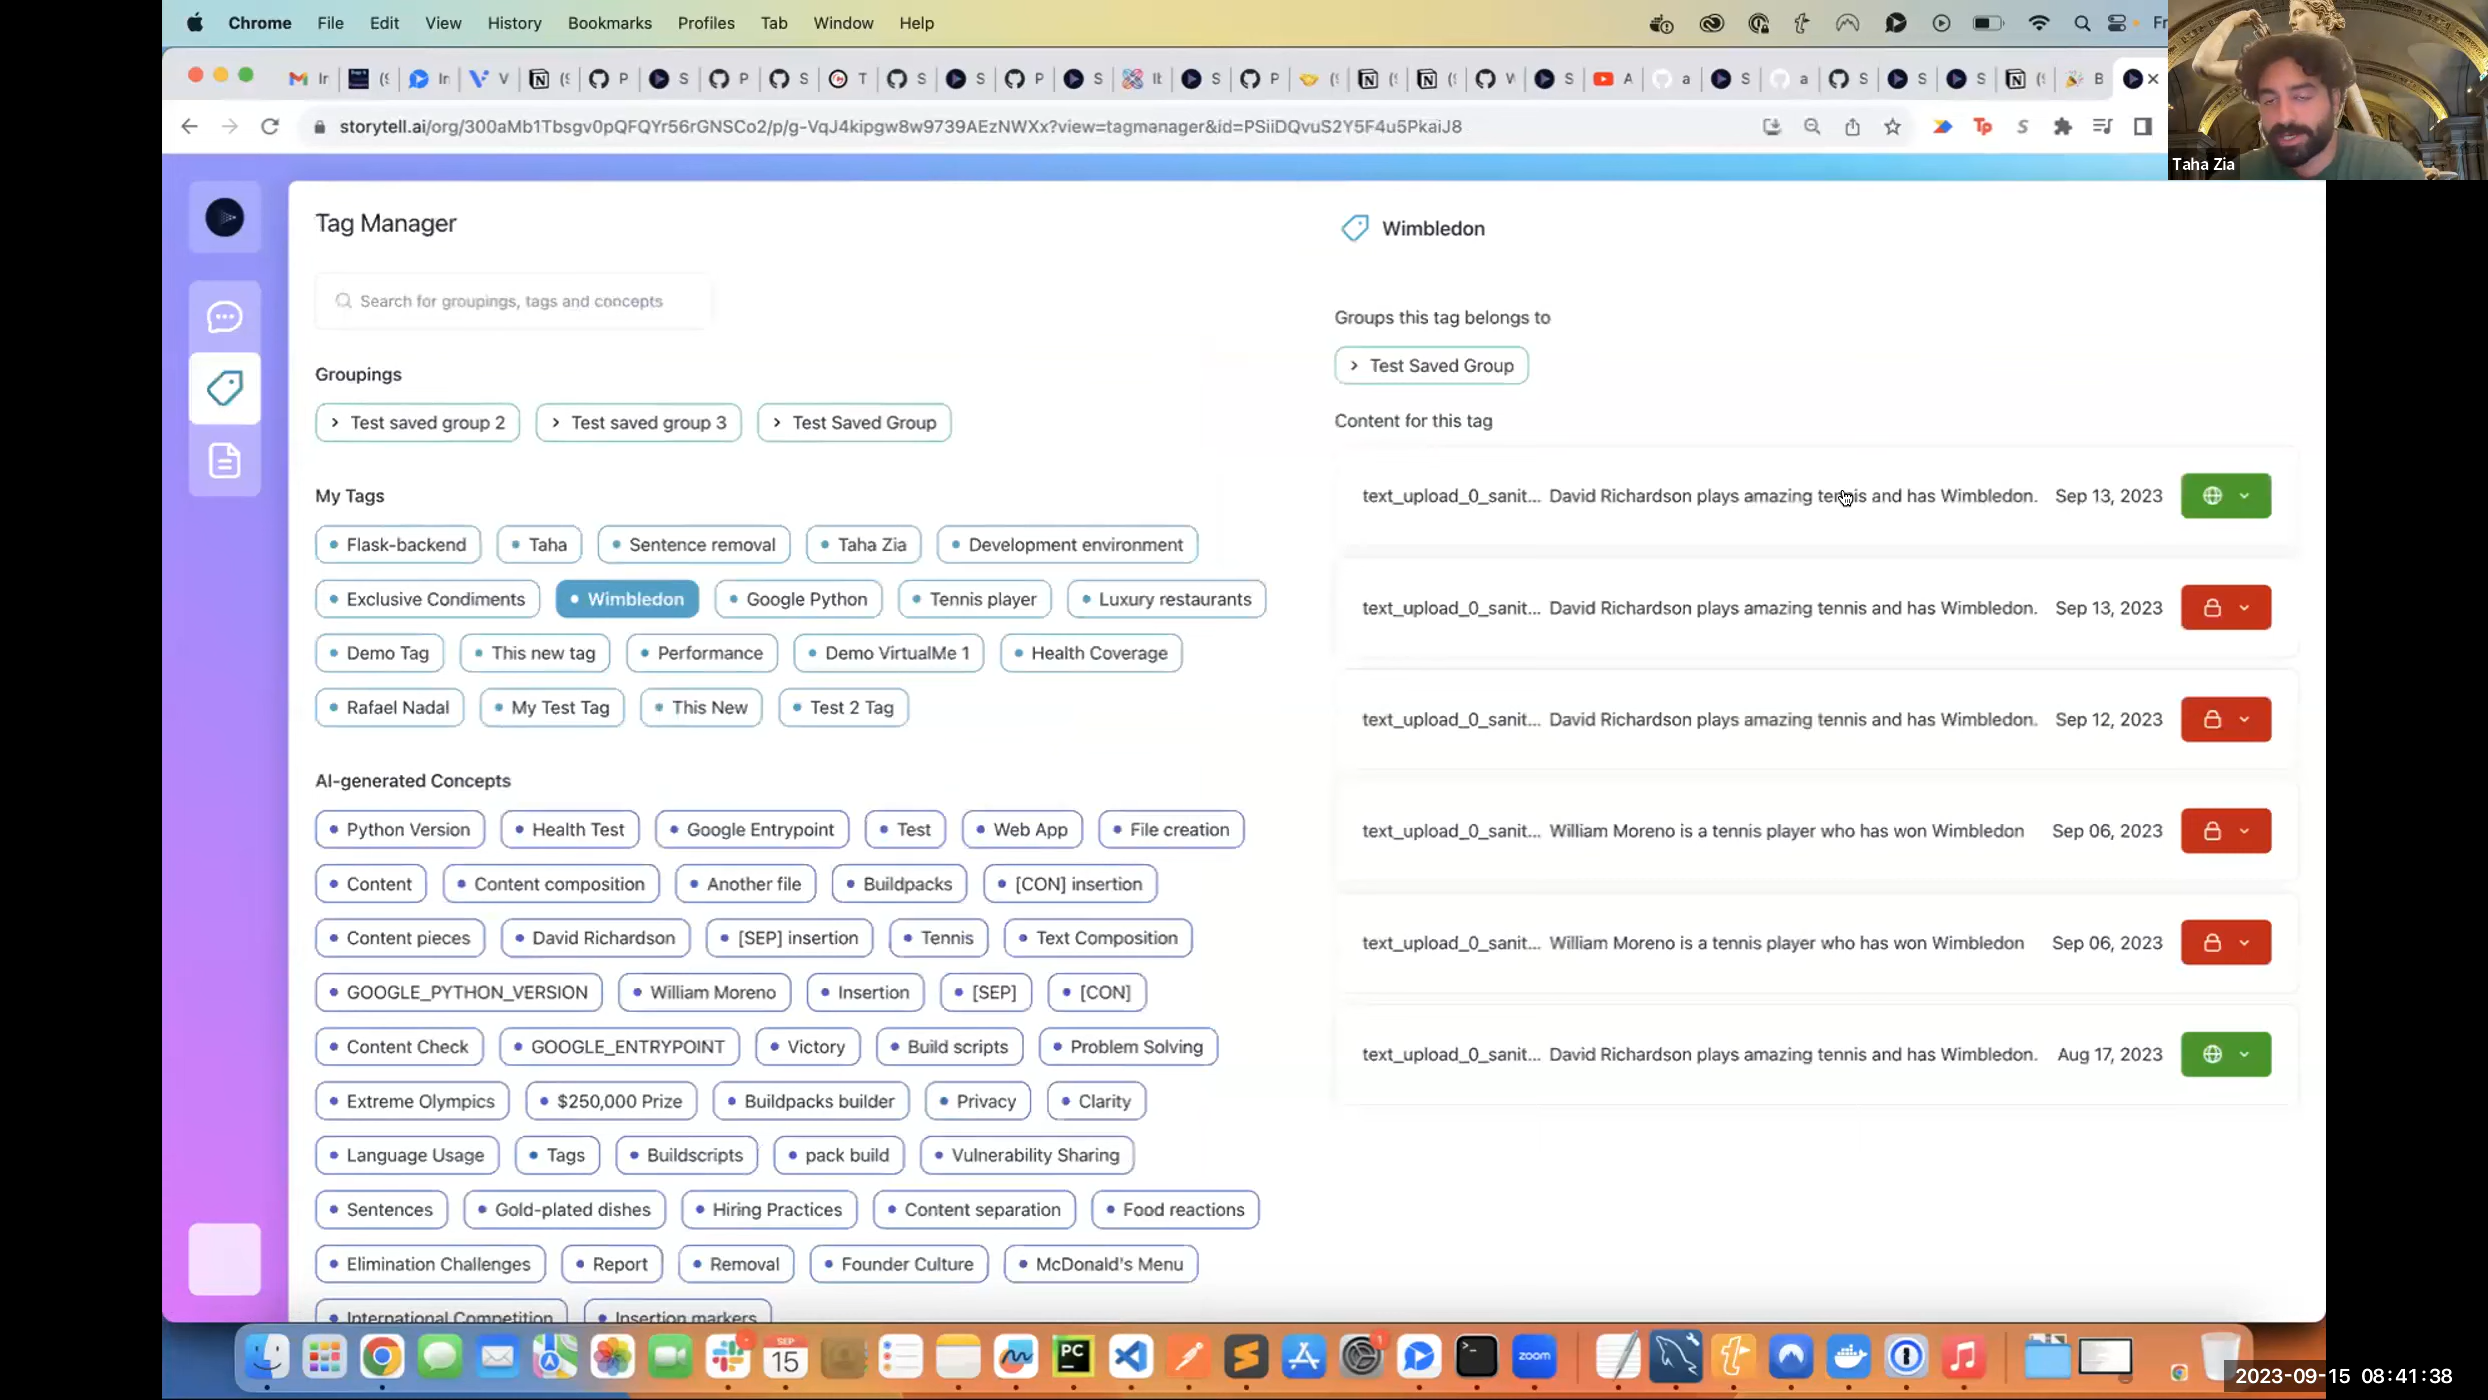 Chrome File Edit View History Bookmarks Profiles Tab Window Help
storytell.ai/org/300aMb1Tbsgv0pQFQYr56rGNSCo2/p/g-VqJ4kipgw8w9739AEzNWXx?view=tagmanager&id=PSiiDQvuS2Y5F4u5PkaiJ8
Taha Zia
Tag Manager
Search for groupings, tags and concepts
Groupings
Test saved group 2 Test saved group 3 Test Saved Group
My Tags
Flask-backend Taha Sentence removal Taha Zia Development environment
Exclusive Condiments Wimbledon Google Python Tennis player Luxury restaurants
Demo Tag This new tag Performance Demo VirtualMe 1 Health Coverage
Rafael Nadal My Test Tag This New Test 2 Tag
AI-generated Concepts
Python Version Health Test Google Entrypoint Test Web App File creation
Content Content composition Another file Buildpacks [CON] insertion
Content pieces David Richardson [SEP] insertion Tennis Text Composition
GOOGLE_PYTHON_VERSION William Moreno Insertion [SEP] [CON]
Content Check GOOGLE_ENTRYPOINT Victory Build scripts Problem Solving
Extreme Olympics $250,000 Prize Buildpacks builder Privacy Clarity
Language Usage Tags Buildscripts pack build Vulnerability Sharing
Sentences Gold-plated dishes Hiring Practices Content separation Food reactions
Elimination Challenges Report Removal Founder Culture McDonald's Menu
International Competition Insertion markers
Wimbledon
Groups this tag belongs to
Test Saved Group
Content for this tag
text_upload_0_sanit... David Richardson plays amazing tennis and has Wimbledon. Sep 13, 2023
text_upload_0_sanit... David Richardson plays amazing tennis and has Wimbledon. Sep 13, 2023
text_upload_0_sanit... David Richardson plays amazing tennis and has Wimbledon. Sep 12, 2023
text_upload_0_sanit... William Moreno is a tennis player who has won Wimbledon Sep 06, 2023
text_upload_0_sanit... William Moreno is a tennis player who has won Wimbledon Sep 06, 2023
text_upload_0_sanit... David Richardson plays amazing tennis and has Wimbledon. Aug 17, 2023
SEP
15
PC
zoom
2023-09-15 08:41:38